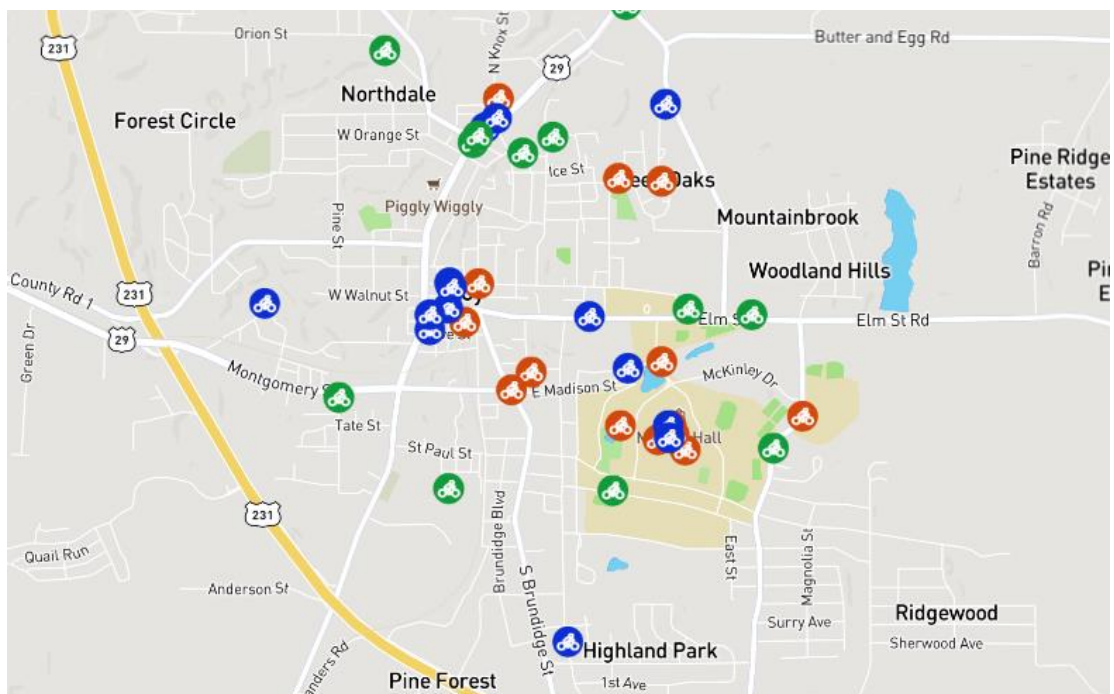 Orion St
N Knox St
231
29
Butter and Egg Rd
Northdale
Forest Circle
W Orange St
Ice St
Oaks
Pine Ridge
Estates
Piggly Wiggly
Pine St
Mountainbrook
Barron Rd
Woodland Hills
County Rd 1
231
W Walnut St
Elm St Rd
Green Dr
29
Montgomery
E Madison St
McKinley Dr
Tate St
Hall
St Paul St
231
Brundidge Blvd
Quail Run
East St
Magnolia St
Anderson St
S Brundidge St
Ridgewood
Surry Ave
Sherwood Ave
Highland Park
Pine Forest
1st Ave